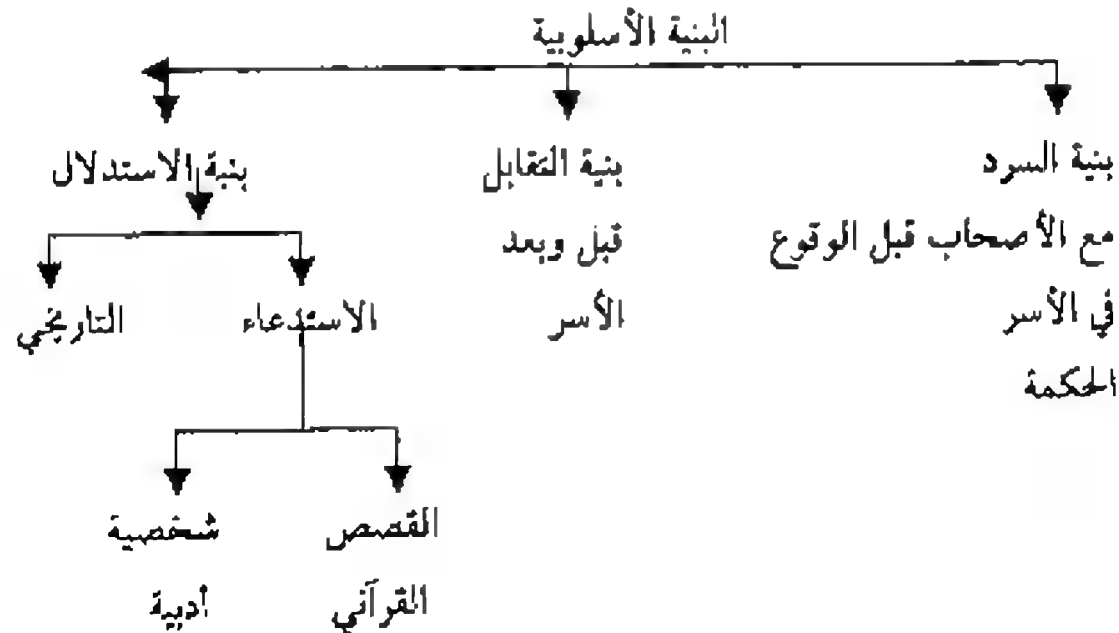 البنية الأسلوبية
بنية السرد
مع الأصحاب قبل الوقوع
في الأسر
الحكمة
بنية التقابل
قبل وبعد
الأسر
بنية الاستدلال
الاستدعاء
التاريخي
القصص
القرآني
شخصية
أدبية